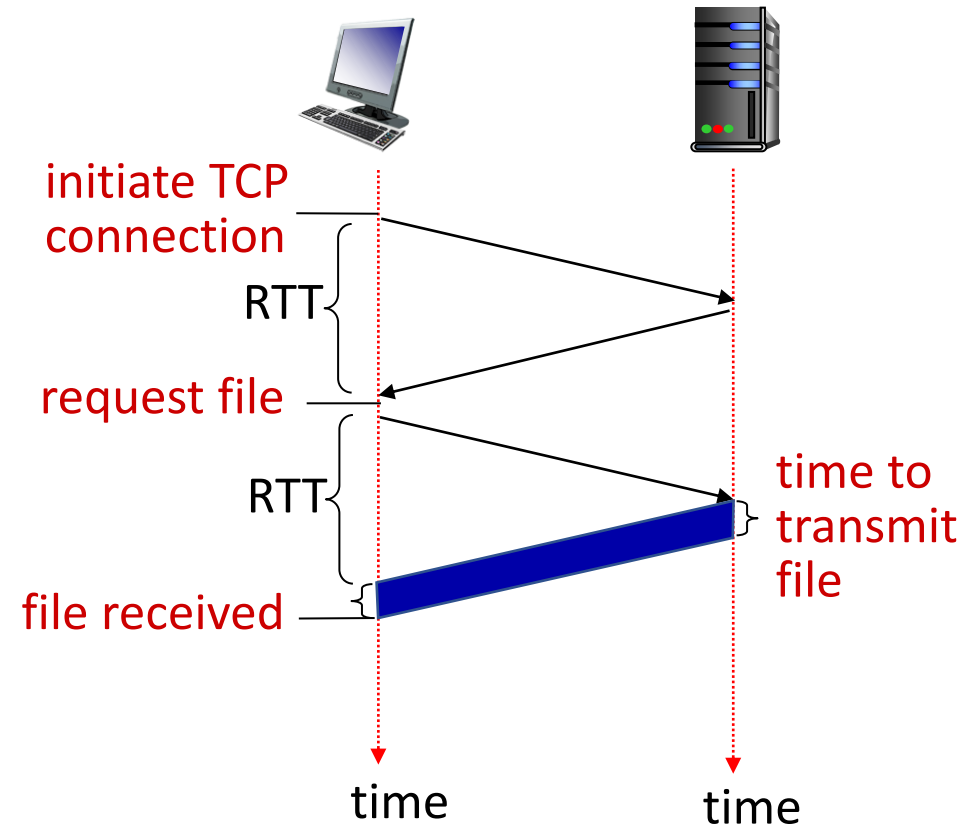 initiate TCP
connection
RTT
request file
RTT
time to
transmit
file
file received
time
time